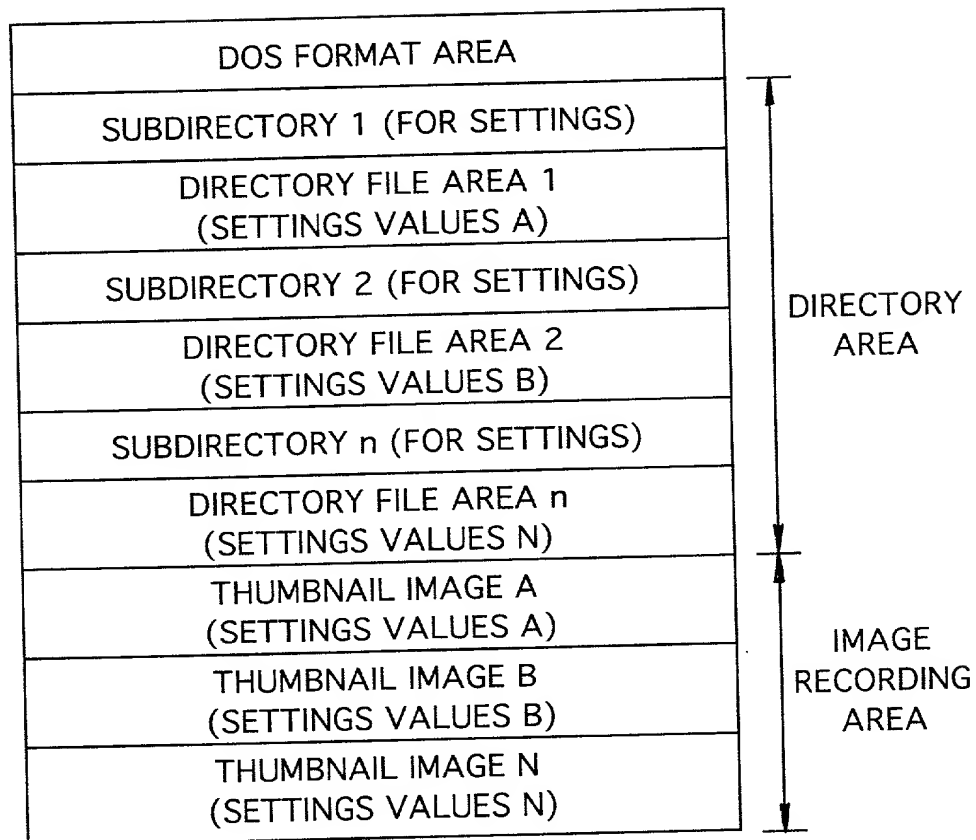 DOS FORMAT AREA
SUBDIRECTORY 1 (FOR SETTINGS)
DIRECTORY FILE AREA 1
(SETTINGS VALUES A)
SUBDIRECTORY 2 (FOR SETTINGS)
DIRECTORY FILE AREA 2
(SETTINGS VALUES B)
SUBDIRECTORY n (FOR SETTINGS)
DIRECTORY FILE AREA n
(SETTINGS VALUES N)
THUMBNAIL IMAGE A
(SETTINGS VALUES A)
THUMBNAIL IMAGE B
(SETTINGS VALUES B)
THUMBNAIL IMAGE N
(SETTINGS VALUES N)
DIRECTORY
AREA
IMAGE
RECORDING
AREA